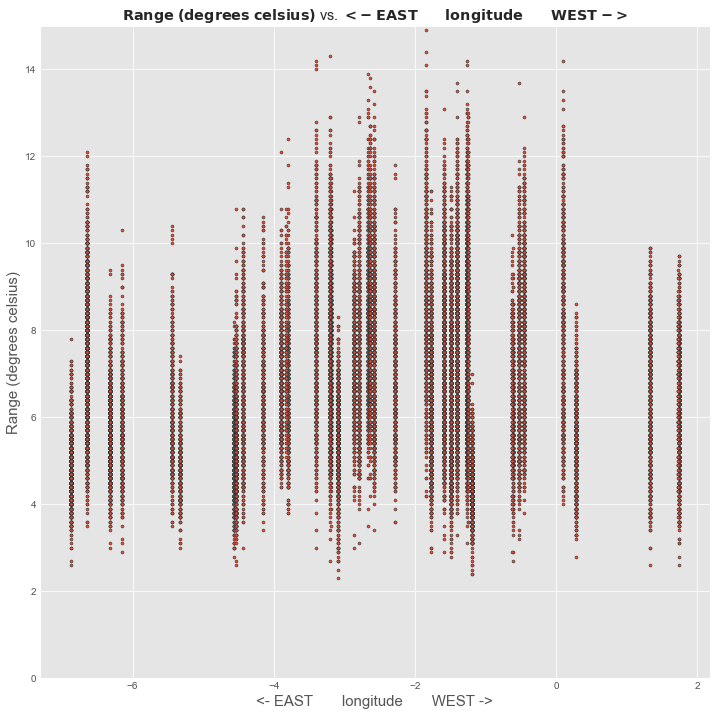 Range (degrees celsius) vs. <−EAST longitude WEST−>
Range (degrees celsius)
14
12
10
8
6
4
2
0
−6 −4 −2 0 2
<- EAST longitude WEST ->